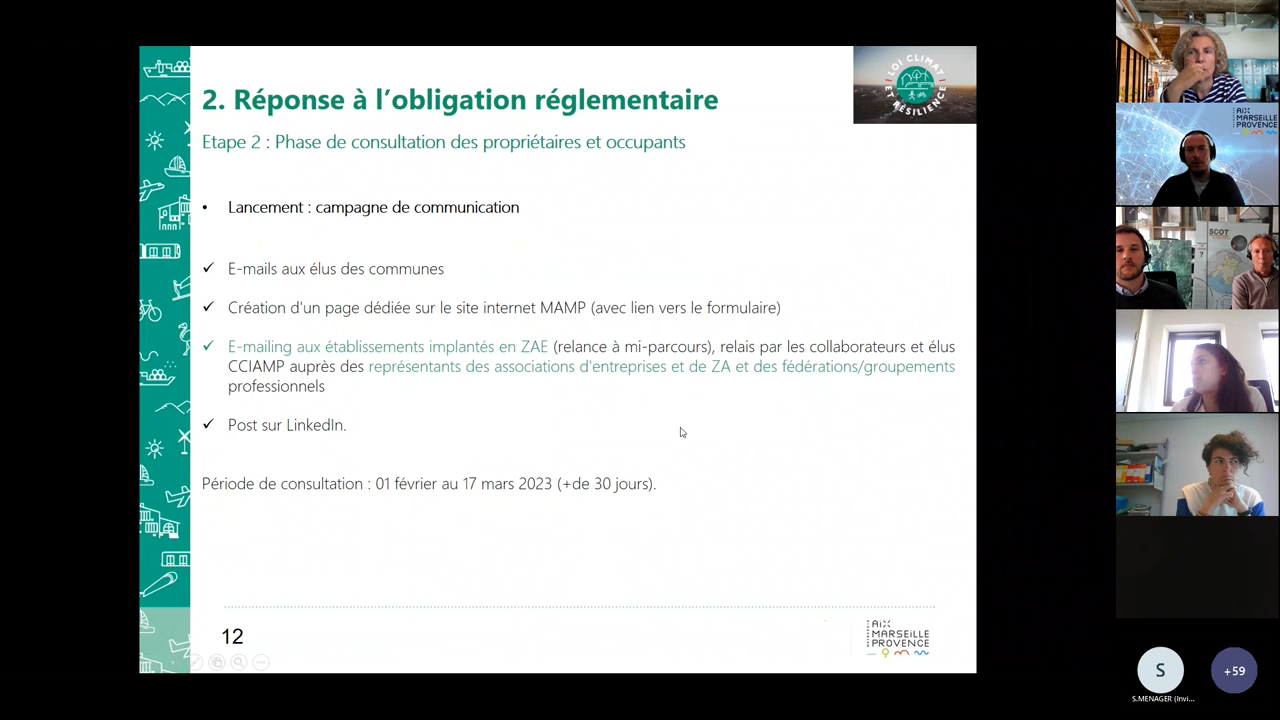 2. Réponse à l'obligation réglementaire
LOI CLIMAT
ET RÉSILIENCE
Etape 2 : Phase de consultation des propriétaires et occupants
• Lancement : campagne de communication
✓ E-mails aux élus des communes
✓ Création d'un page dédiée sur le site internet MAMP (avec lien vers le formulaire)
✓ E-mailing aux établissements implantés en ZAE (relance à mi-parcours), relais par les collaborateurs et élus
CCIAMP auprès des représentants des associations d'entreprises et de ZA et des fédérations/groupements
professionnels
✓ Post sur LinkedIn.
Période de consultation : 01 février au 17 mars 2023 (+de 30 jours).
12
AIX
MARSEILLE
PROVENCE
AIX
MARSEILLE
PROVENCE
SCOT
S
+59
S.MENAGER (Invi...